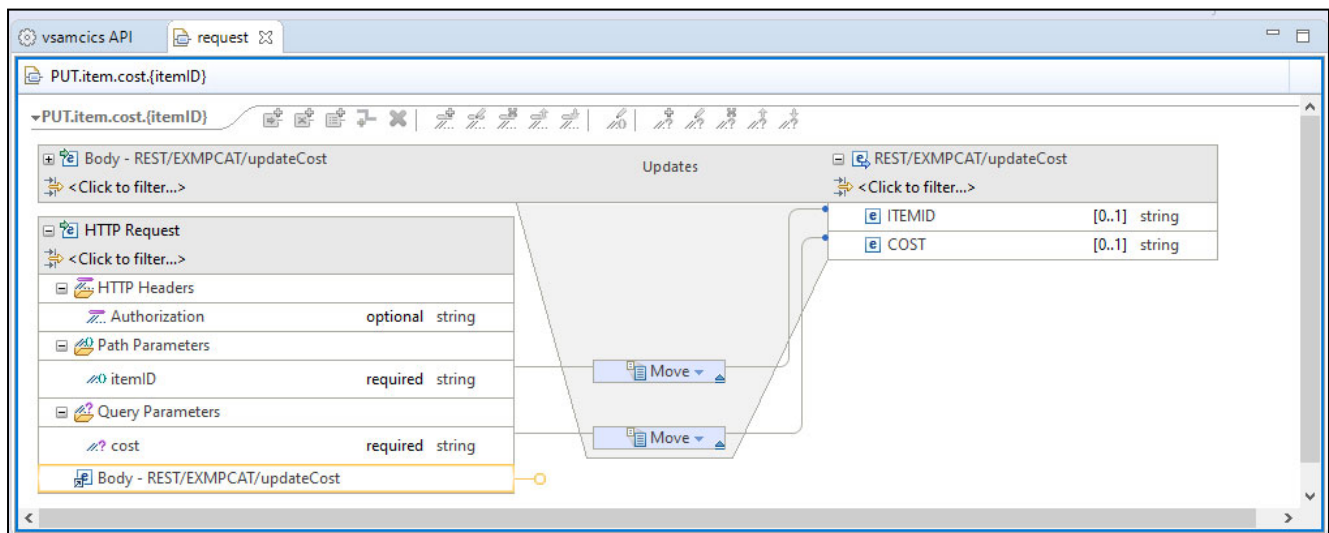 vsamcics API request
PUT.item.cost.{itemID}
PUT.item.cost.{itemID}
Body - REST/EXMPCAT/updateCost Updates REST/EXMPCAT/updateCost
<Click to filter...> <Click to filter...>
ITEMID [0..1] string
HTTP Request
COST [0..1] string
<Click to filter...>
HTTP Headers
Authorization optional string
Path Parameters
itemID required string Move
Query Parameters
cost required string Move
Body - REST/EXMPCAT/updateCost